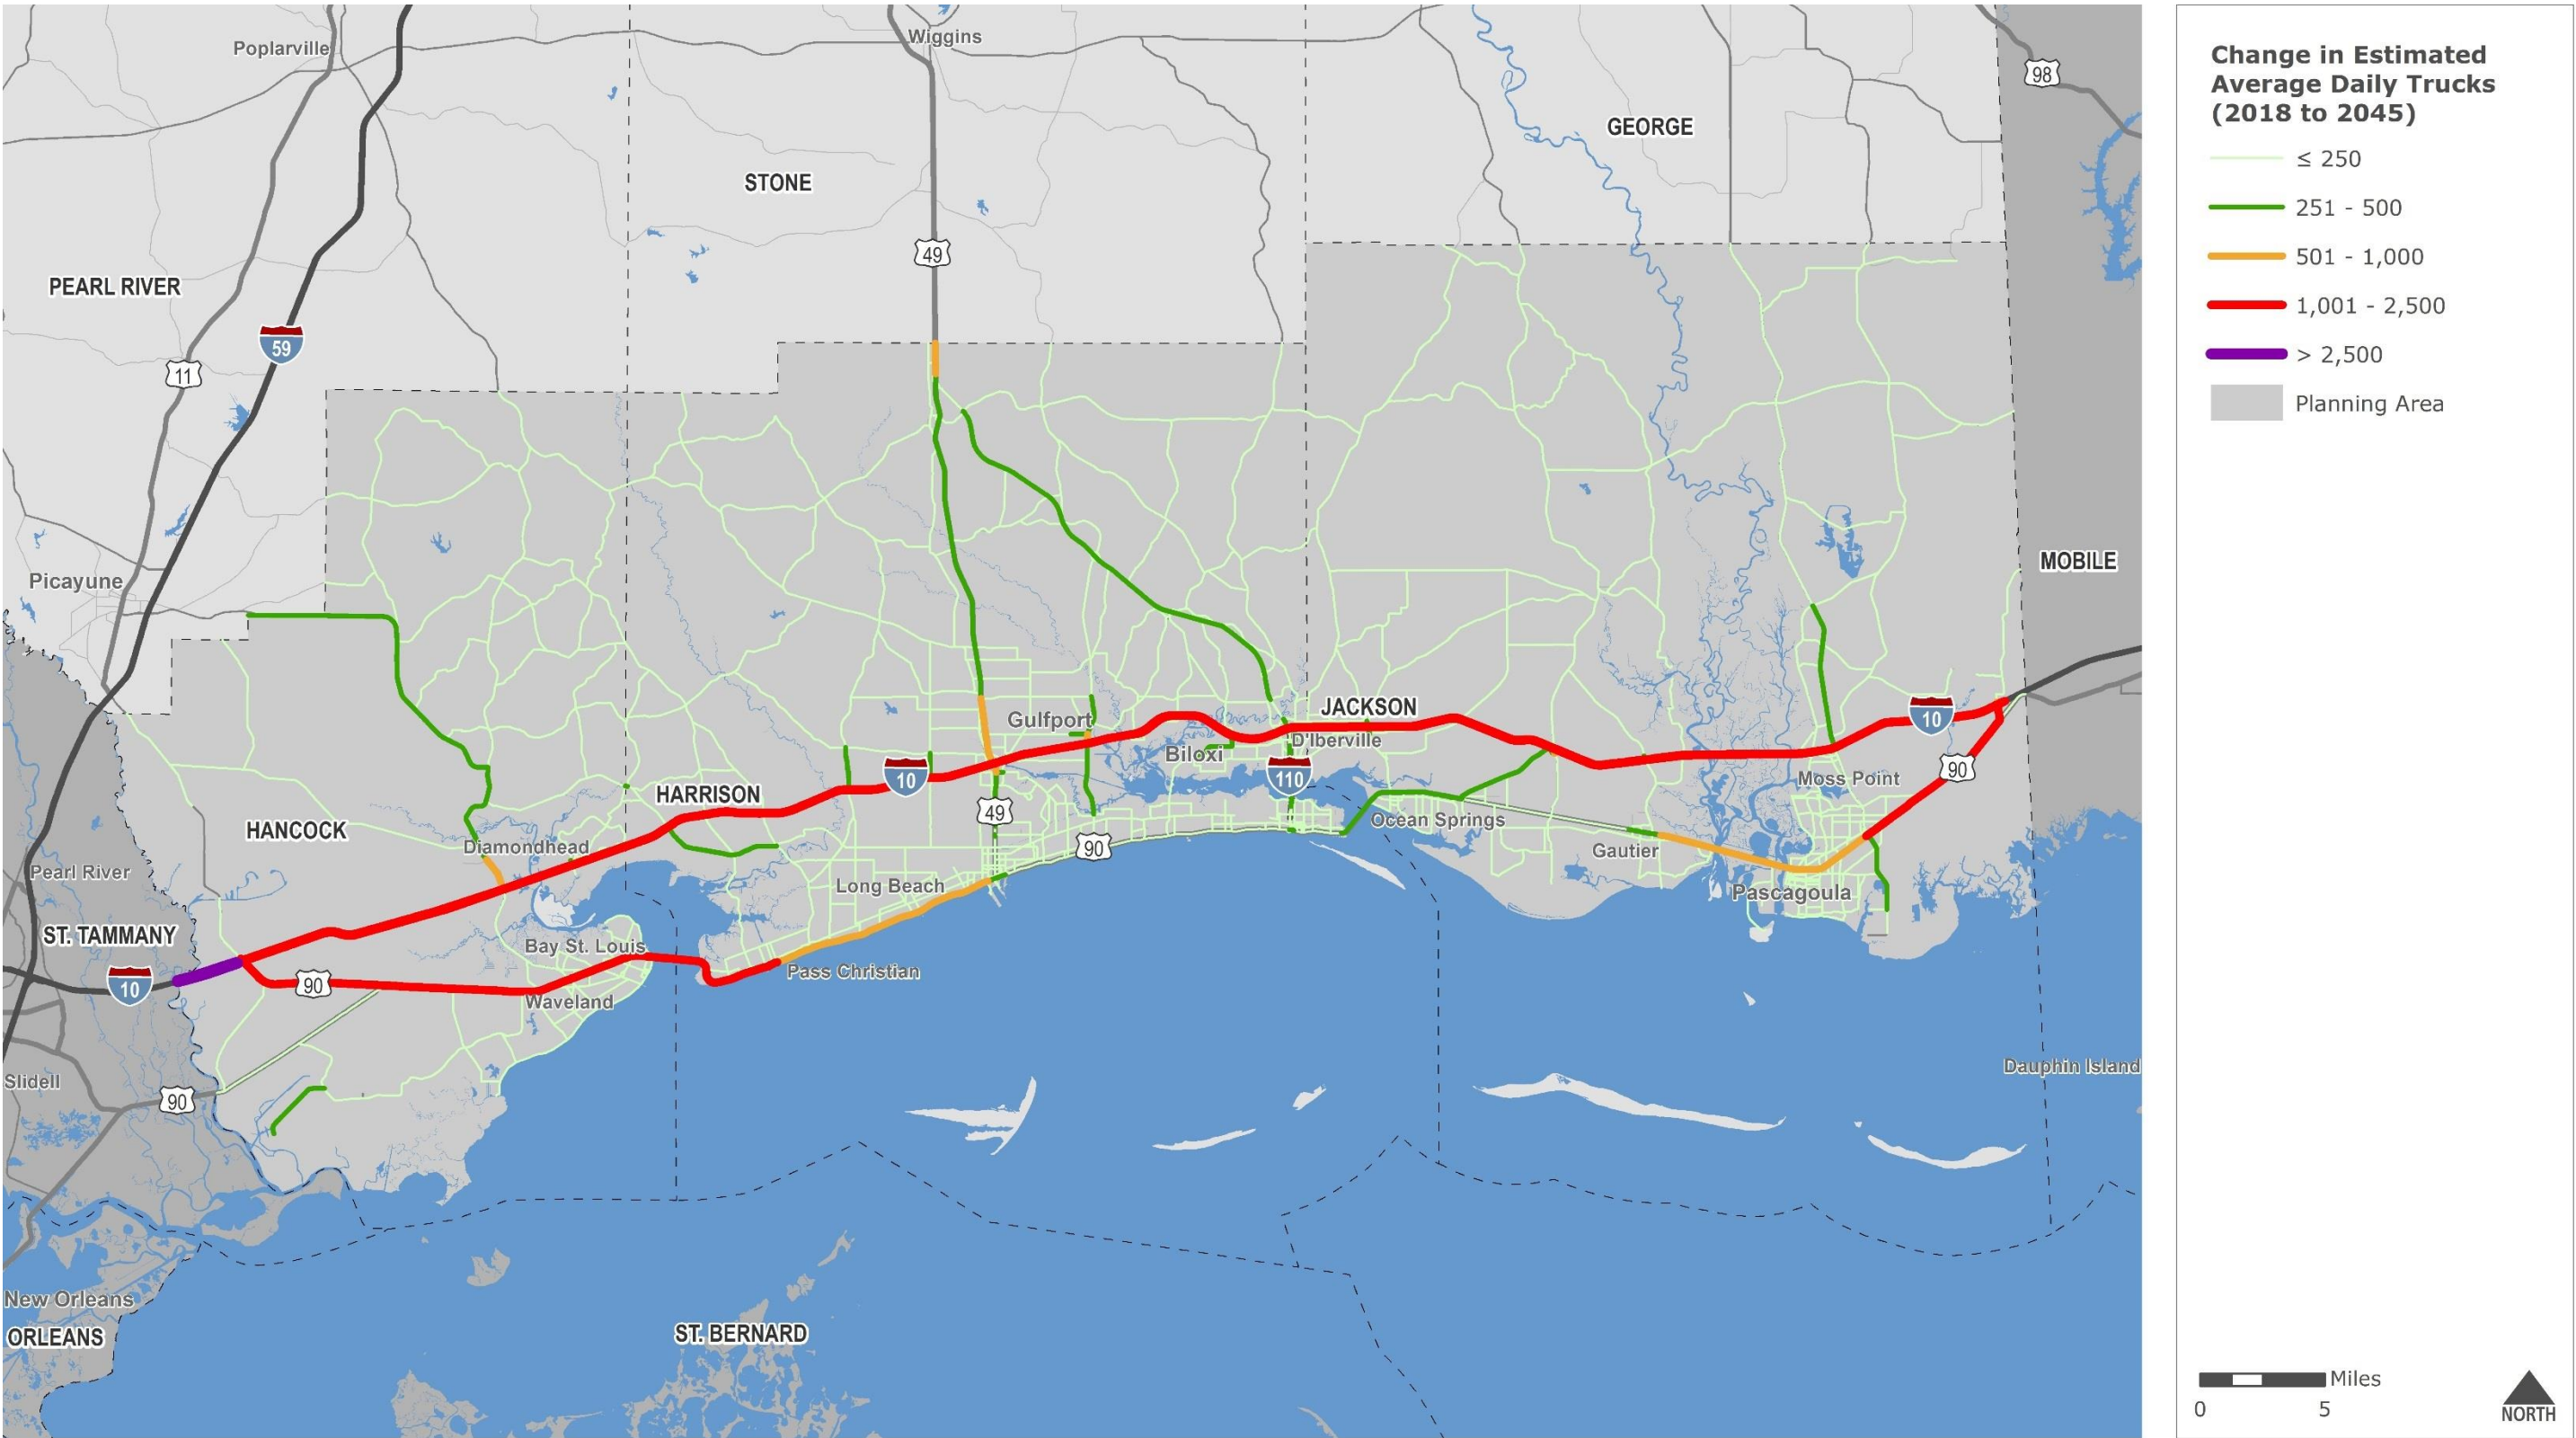 Poplarville
Wiggins
98
GEORGE
STONE
49
PEARL RIVER
59
11
MOBILE
Picayune
JACKSON
Gulfport
10
D'Iberville
Biloxi
90
10
110
Moss Point
HARRISON
49
Ocean Springs
HANCOCK
Diamondhead
90
Gautier
Pearl River
Long Beach
Pascagoula
ST. TAMMANY
Bay St. Louis
Pass Christian
10
90
Waveland
Dauphin Island
Slidell
90
New Orleans
ORLEANS
ST. BERNARD
Change in Estimated
Average Daily Trucks
(2018 to 2045)
≤ 250
251 - 500
501 - 1,000
1,001 - 2,500
> 2,500
Planning Area
Miles
0 5
NORTH